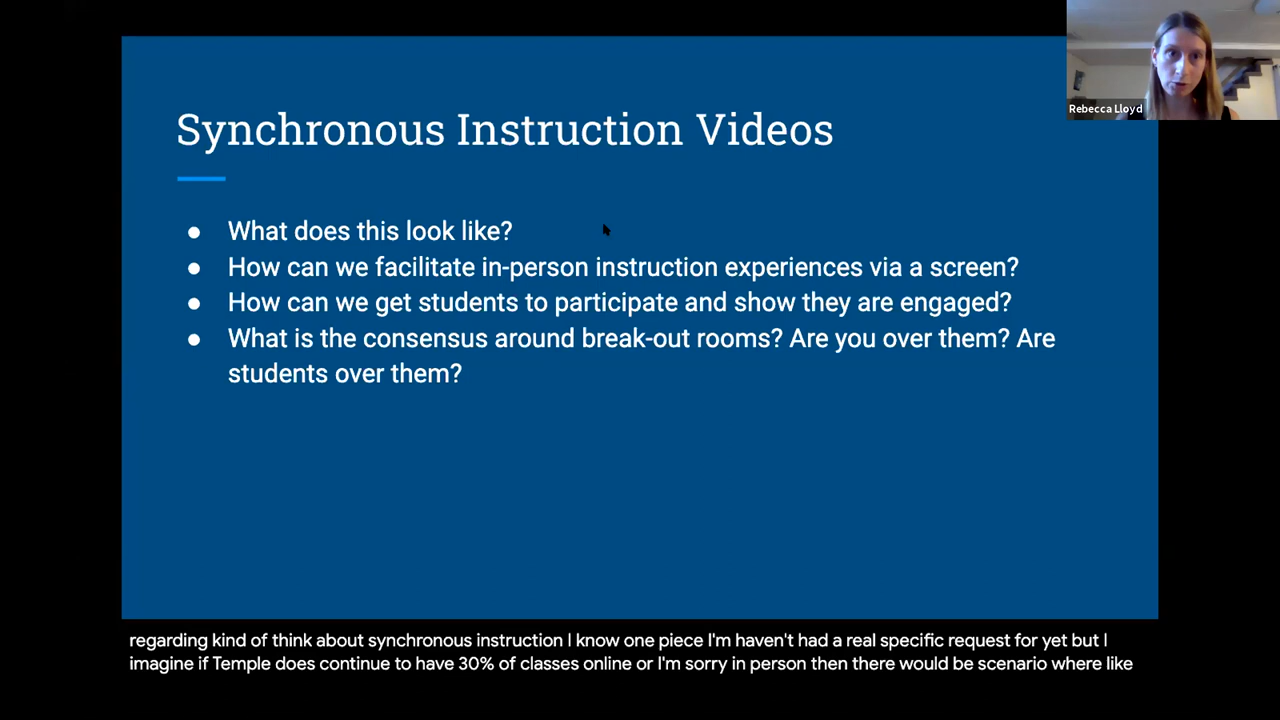 Rebecca Lloyd
Synchronous Instruction Videos
● What does this look like?
● How can we facilitate in-person instruction experiences via a screen?
● How can we get students to participate and show they are engaged?
● What is the consensus around break-out rooms? Are you over them? Are
students over them?
regarding kind of think about synchronous instruction I know one piece I'm haven't had a real specific request for yet but I
imagine if Temple does continue to have 30% of classes online or I'm sorry in person then there would be scenario where like